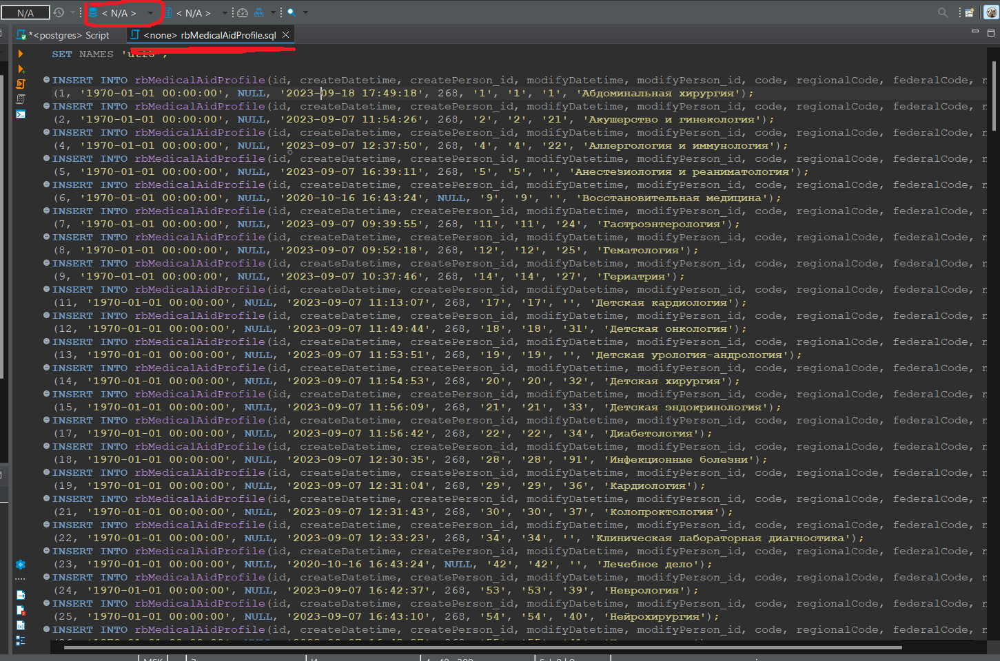 N/A
< N/A >
< N/A >
*<postgres> Script
<none> rbMedicalAidProfile.sql
SET NAMES 'utf8';
INSERT INTO rbMedicalAidProfile(id, createDatetime, createPerson_id, modifyDatetime, modifyPerson_id, code, regionalCode, federalCode, n
(1, '1970-01-01 00:00:00', NULL, '2023-09-18 17:49:18', 268, '1', '1', '1', 'Абдоминальная хирургия');
INSERT INTO rbMedicalAidProfile(id, createDatetime, createPerson_id, modifyDatetime, modifyPerson_id, code, regionalCode, federalCode, n
(2, '1970-01-01 00:00:00', NULL, '2023-09-07 11:54:26', 268, '2', '2', '21', 'Акушерство и гинекология');
INSERT INTO rbMedicalAidProfile(id, createDatetime, createPerson_id, modifyDatetime, modifyPerson_id, code, regionalCode, federalCode, n
(4, '1970-01-01 00:00:00', NULL, '2023-09-07 12:37:50', 268, '4', '4', '22', 'Аллергология и иммунология');
INSERT INTO rbMedicalAidProfile(id, createDatetime, createPerson_id, modifyDatetime, modifyPerson_id, code, regionalCode, federalCode, n
(5, '1970-01-01 00:00:00', NULL, '2023-09-07 16:39:11', 268, '5', '5', '', 'Анестезиология и реаниматология');
INSERT INTO rbMedicalAidProfile(id, createDatetime, createPerson_id, modifyDatetime, modifyPerson_id, code, regionalCode, federalCode, n
(6, '1970-01-01 00:00:00', NULL, '2020-10-16 16:43:24', NULL, '9', '9', '', 'Восстановительная медицина');
INSERT INTO rbMedicalAidProfile(id, createDatetime, createPerson_id, modifyDatetime, modifyPerson_id, code, regionalCode, federalCode, n
(7, '1970-01-01 00:00:00', NULL, '2023-09-07 09:39:55', 268, '11', '11', '24', 'Гастроэнтерология');
INSERT INTO rbMedicalAidProfile(id, createDatetime, createPerson_id, modifyDatetime, modifyPerson_id, code, regionalCode, federalCode, n
(8, '1970-01-01 00:00:00', NULL, '2023-09-07 09:52:18', 268, '12', '12', '25', 'Гематология');
INSERT INTO rbMedicalAidProfile(id, createDatetime, createPerson_id, modifyDatetime, modifyPerson_id, code, regionalCode, federalCode, n
(9, '1970-01-01 00:00:00', NULL, '2023-09-07 10:37:46', 268, '14', '14', '27', 'Гериатрия');
INSERT INTO rbMedicalAidProfile(id, createDatetime, createPerson_id, modifyDatetime, modifyPerson_id, code, regionalCode, federalCode, n
(11, '1970-01-01 00:00:00', NULL, '2023-09-07 11:13:07', 268, '17', '17', '', 'Детская кардиология');
INSERT INTO rbMedicalAidProfile(id, createDatetime, createPerson_id, modifyDatetime, modifyPerson_id, code, regionalCode, federalCode, n
(12, '1970-01-01 00:00:00', NULL, '2023-09-07 11:49:44', 268, '18', '18', '31', 'Детская онкология');
INSERT INTO rbMedicalAidProfile(id, createDatetime, createPerson_id, modifyDatetime, modifyPerson_id, code, regionalCode, federalCode, n
(13, '1970-01-01 00:00:00', NULL, '2023-09-07 11:53:51', 268, '19', '19', '', 'Детская урология-андрология');
INSERT INTO rbMedicalAidProfile(id, createDatetime, createPerson_id, modifyDatetime, modifyPerson_id, code, regionalCode, federalCode, n
(14, '1970-01-01 00:00:00', NULL, '2023-09-07 11:54:53', 268, '20', '20', '32', 'Детская хирургия');
INSERT INTO rbMedicalAidProfile(id, createDatetime, createPerson_id, modifyDatetime, modifyPerson_id, code, regionalCode, federalCode, n
(15, '1970-01-01 00:00:00', NULL, '2023-09-07 11:56:09', 268, '21', '21', '33', 'Детская эндокринология');
INSERT INTO rbMedicalAidProfile(id, createDatetime, createPerson_id, modifyDatetime, modifyPerson_id, code, regionalCode, federalCode, n
(17, '1970-01-01 00:00:00', NULL, '2023-09-07 11:56:42', 268, '22', '22', '34', 'Диабетология');
INSERT INTO rbMedicalAidProfile(id, createDatetime, createPerson_id, modifyDatetime, modifyPerson_id, code, regionalCode, federalCode, n
(18, '1970-01-01 00:00:00', NULL, '2023-09-07 12:30:35', 268, '28', '28', '91', 'Инфекционные болезни');
INSERT INTO rbMedicalAidProfile(id, createDatetime, createPerson_id, modifyDatetime, modifyPerson_id, code, regionalCode, federalCode, n
(19, '1970-01-01 00:00:00', NULL, '2023-09-07 12:31:04', 268, '29', '29', '36', 'Кардиология');
INSERT INTO rbMedicalAidProfile(id, createDatetime, createPerson_id, modifyDatetime, modifyPerson_id, code, regionalCode, federalCode, n
(21, '1970-01-01 00:00:00', NULL, '2023-09-07 12:31:43', 268, '30', '30', '37', 'Колопроктология');
INSERT INTO rbMedicalAidProfile(id, createDatetime, createPerson_id, modifyDatetime, modifyPerson_id, code, regionalCode, federalCode, n
(22, '1970-01-01 00:00:00', NULL, '2023-09-07 12:33:23', 268, '34', '34', '', 'Клиническая лабораторная диагностика');
INSERT INTO rbMedicalAidProfile(id, createDatetime, createPerson_id, modifyDatetime, modifyPerson_id, code, regionalCode, federalCode, n
(23, '1970-01-01 00:00:00', NULL, '2020-10-16 16:43:24', NULL, '42', '42', '', 'Лечебное дело');
INSERT INTO rbMedicalAidProfile(id, createDatetime, createPerson_id, modifyDatetime, modifyPerson_id, code, regionalCode, federalCode, n
(24, '1970-01-01 00:00:00', NULL, '2023-09-07 16:42:37', 268, '53', '53', '39', 'Неврология');
INSERT INTO rbMedicalAidProfile(id, createDatetime, createPerson_id, modifyDatetime, modifyPerson_id, code, regionalCode, federalCode, n
(25, '1970-01-01 00:00:00', NULL, '2023-09-07 16:43:10', 268, '54', '54', '40', 'Нейрохирургия');
INSERT INTO rbMedicalAidProfile(id, createDatetime, createPerson_id, modifyDatetime, modifyPerson_id, code, regionalCode, federalCode, n
MSK